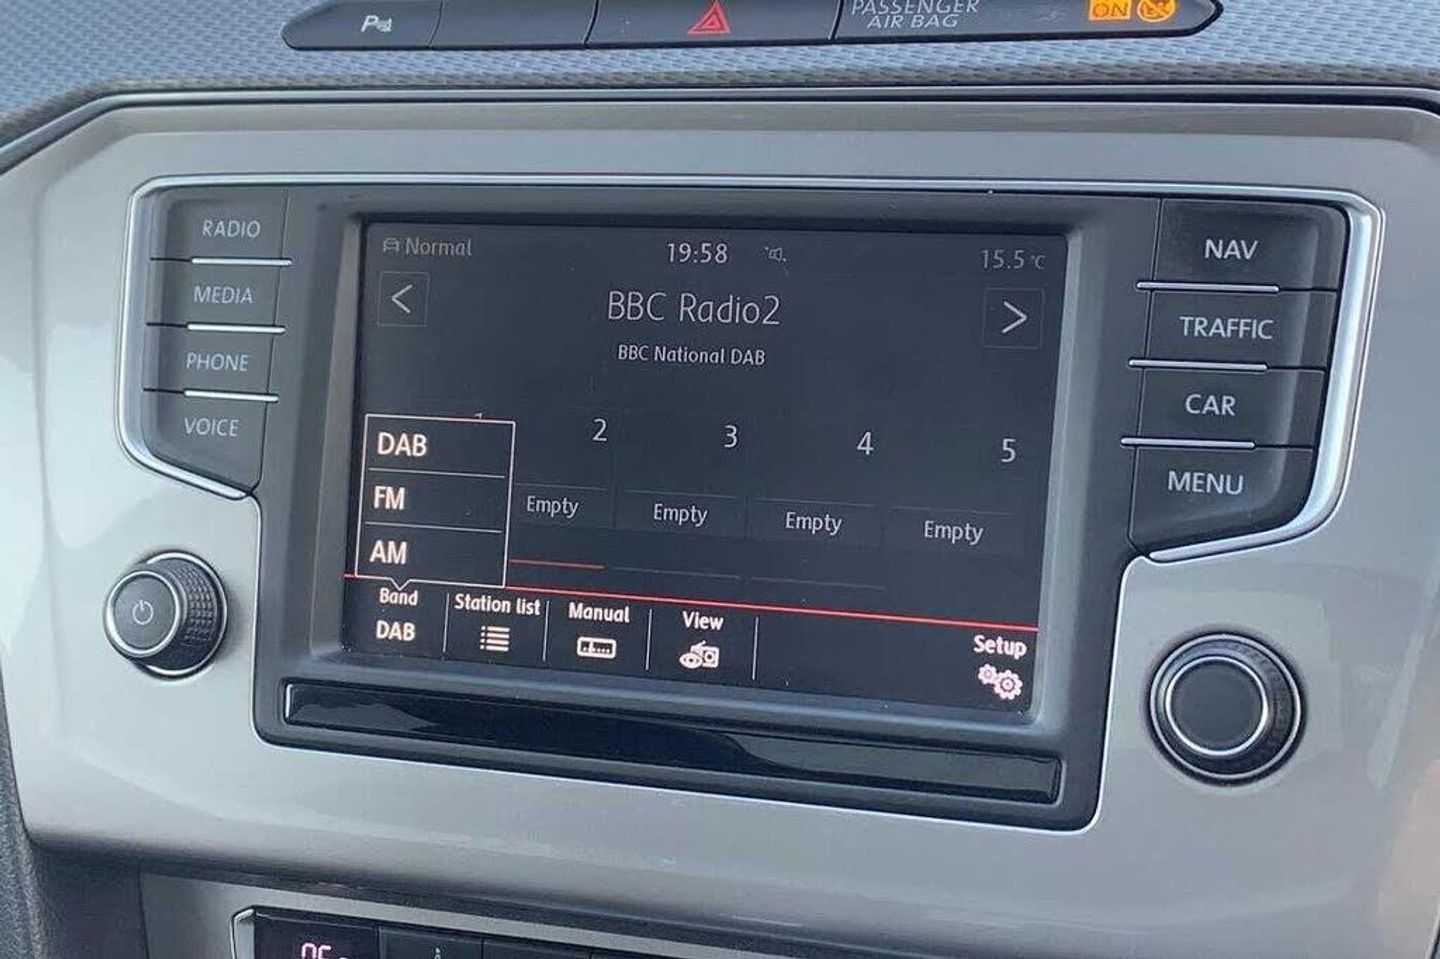 PASSENGER
AIR BAG
ON
RADIO
MEDIA
PHONE
VOICE
Normal
19:58
15.5°C
<
BBC Radio2
>
BBC National DAB
2
3
4
5
Empty
Empty
Empty
Empty
DAB
FM
AM
Band
DAB
Station list
Manual
View
Setup
NAV
TRAFFIC
CAR
MENU